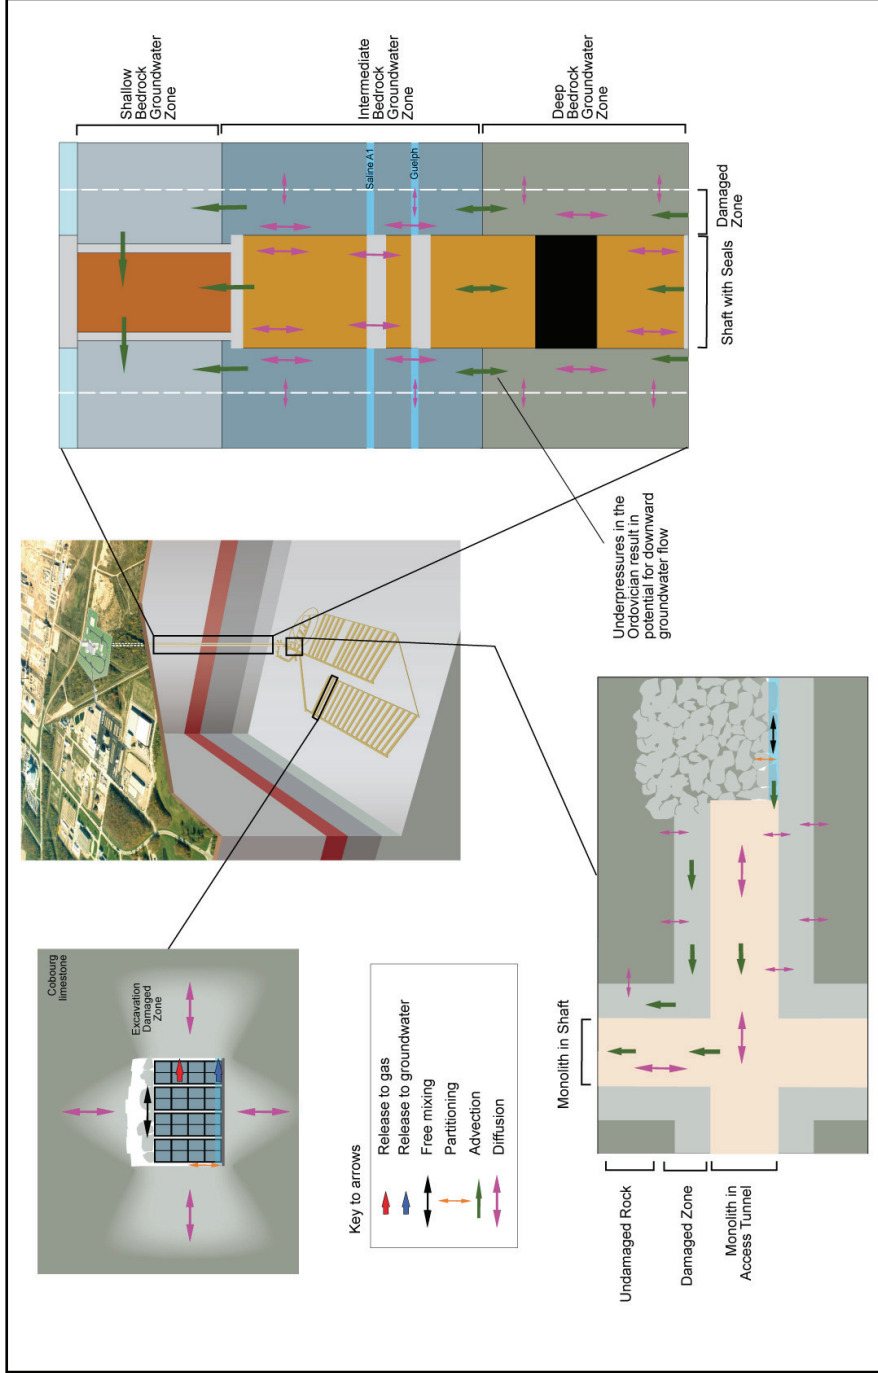 Cobourg
limestone
Excavation
Damaged
Zone
Key to arrows
Release to gas
Release to groundwater
Free mixing
Partitioning
Advection
Diffusion
Shallow
Bedrock
Groundwater
Zone
Intermediate
Bedrock
Groundwater
Zone
Deep
Bedrock
Groundwater
Zone
Saline A1
Guelph
Shaft with Seals
Damaged
Zone
Underpressures in the
Ordovician result in
potential for downward
groundwater flow
Monolith in Shaft
Undamaged Rock
Damaged Zone
Monolith in
Access Tunnel